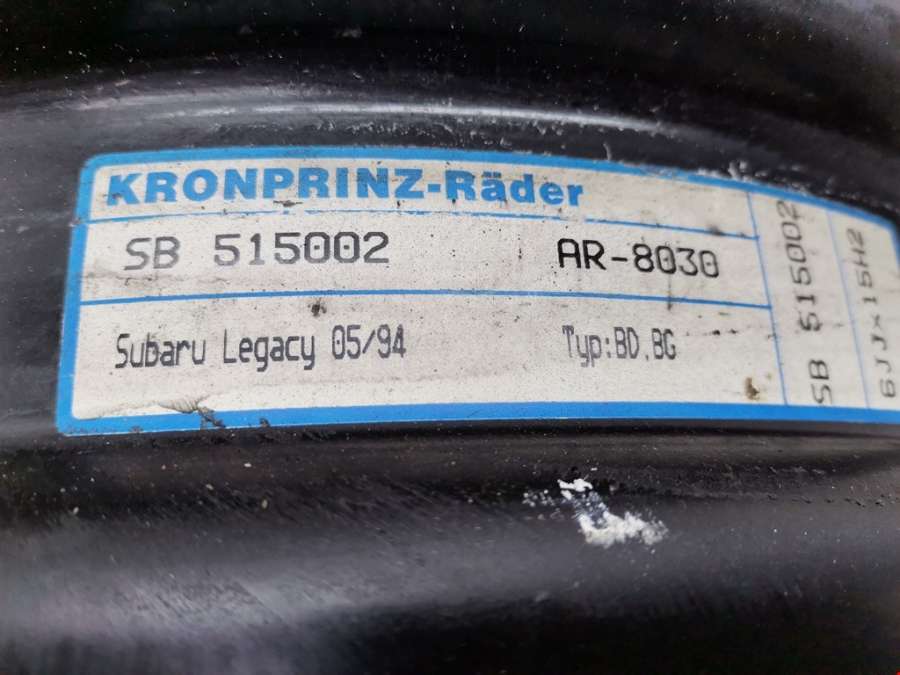 KRONPRINZ-Räder
SB 515002 AR-8030
Subaru Legacy 05/94 Typ:BD,BG
SB 515002
6JJx15H2